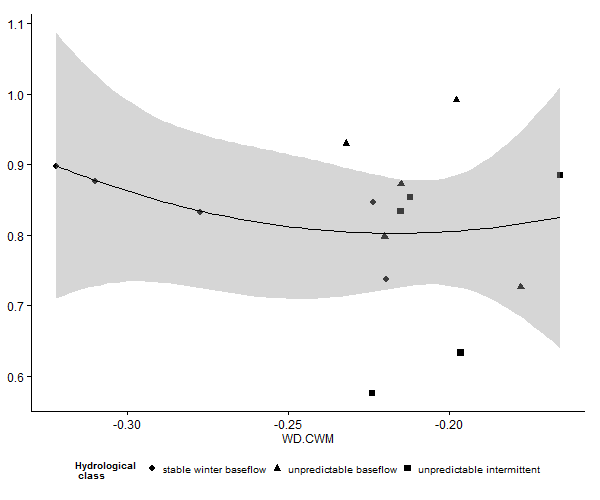 1.1
1.0
0.9
0.8
0.7
0.6
-0.30 -0.25 -0.20
WD.CWM
Hydrological class stable winter baseflow unpredictable baseflow unpredictable intermittent